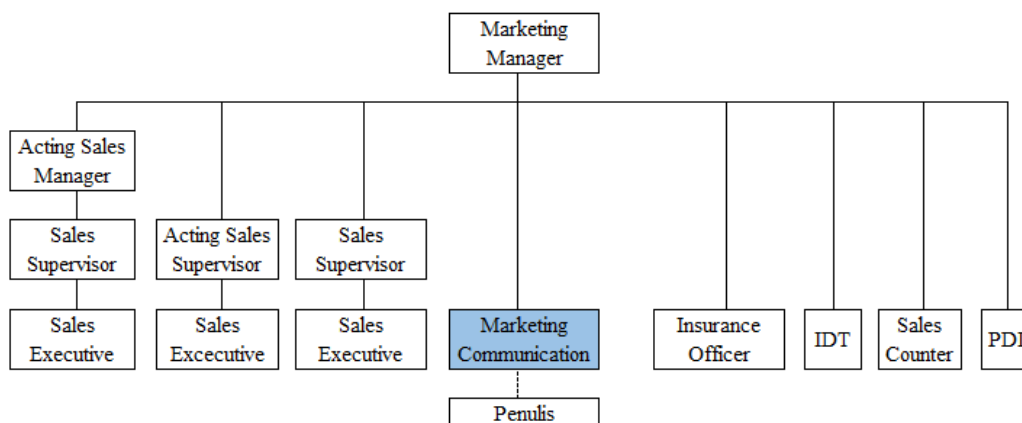 Marketing
Manager
Acting Sales
Manager
Sales
Supervisor
Acting Sales
Supervisor
Sales
Supervisor
Sales
Executive
Sales
Excecutive
Sales
Executive
Marketing
Communication
Insurance
Officer
IDT
Sales
Counter
PDI
Penulis